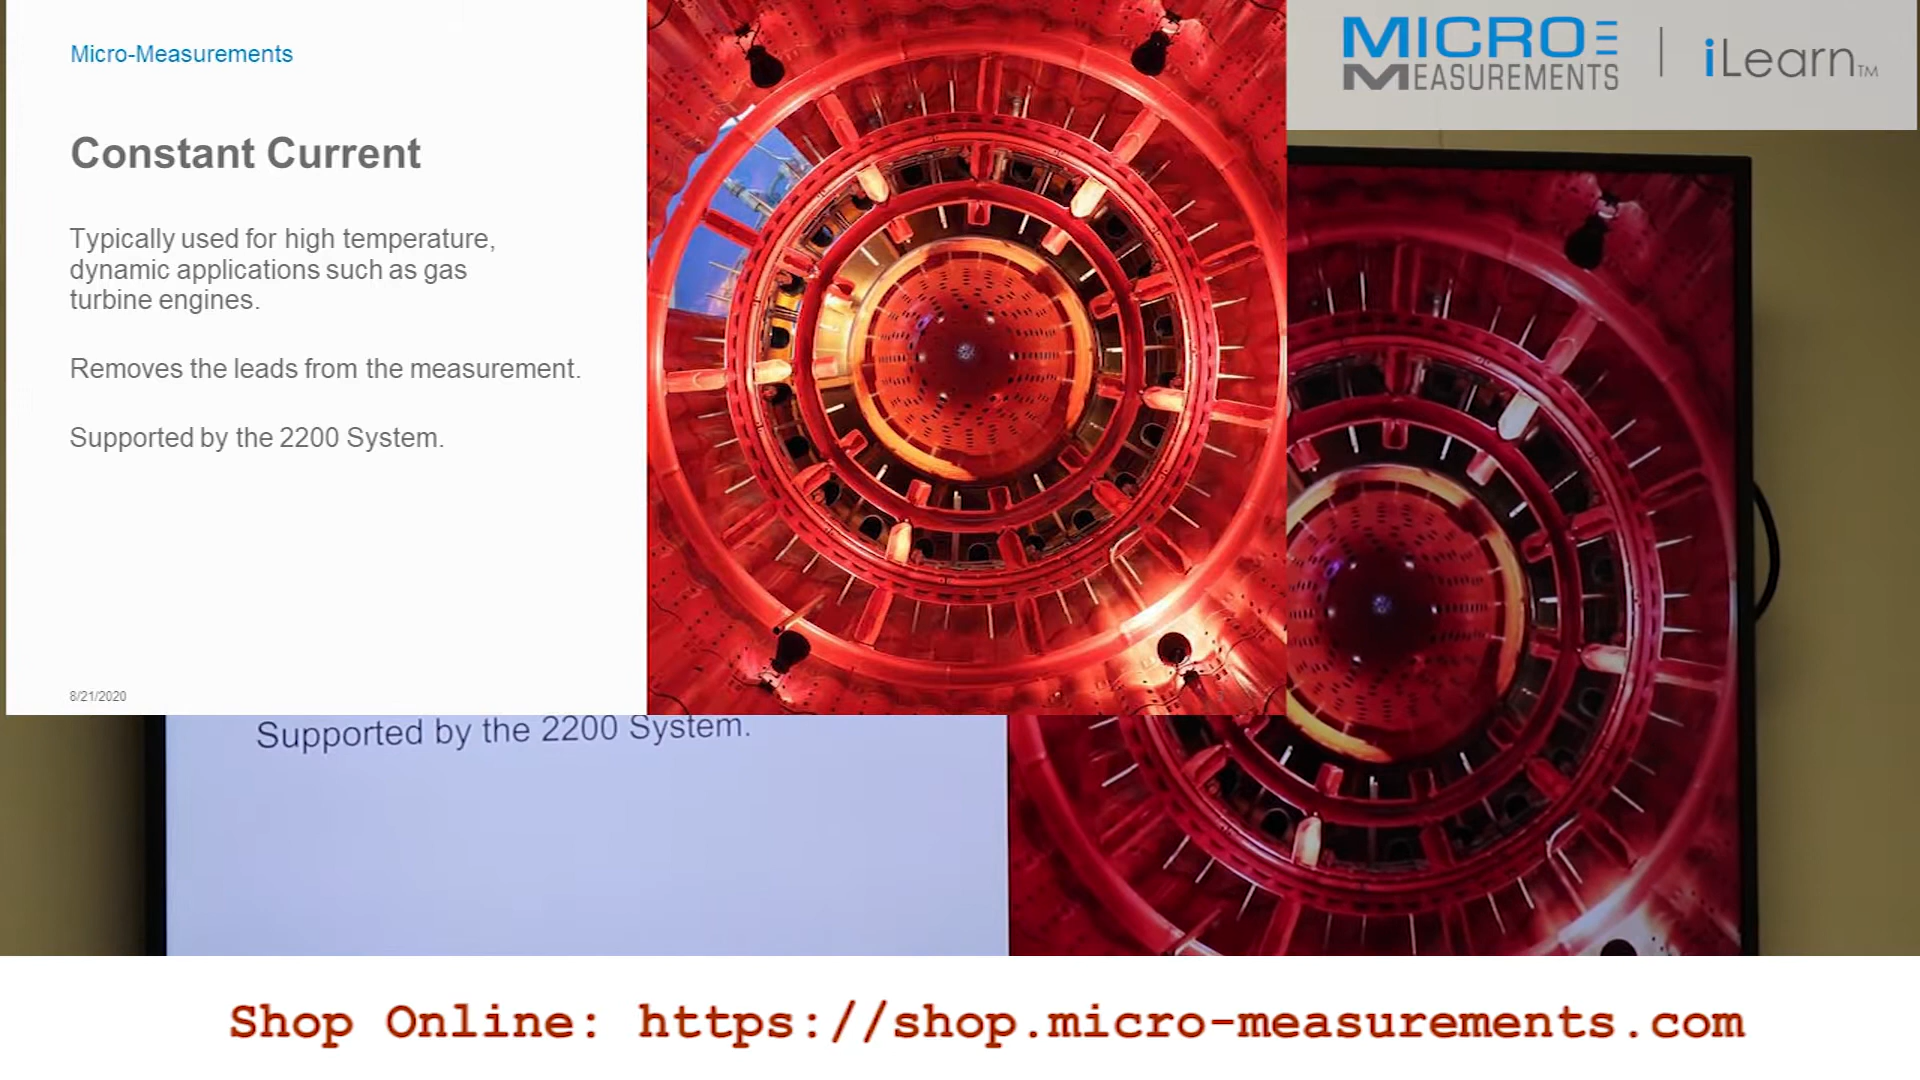 Micro-Measurements
Constant Current
Typically used for high temperature,
dynamic applications such as gas
turbine engines.
Removes the leads from the measurement.
Supported by the 2200 System.
8/21/2020
MICRO
MEASUREMENTS
iLearn™
Supported by the 2200 System.
Shop Online: https://shop.micro-measurements.com